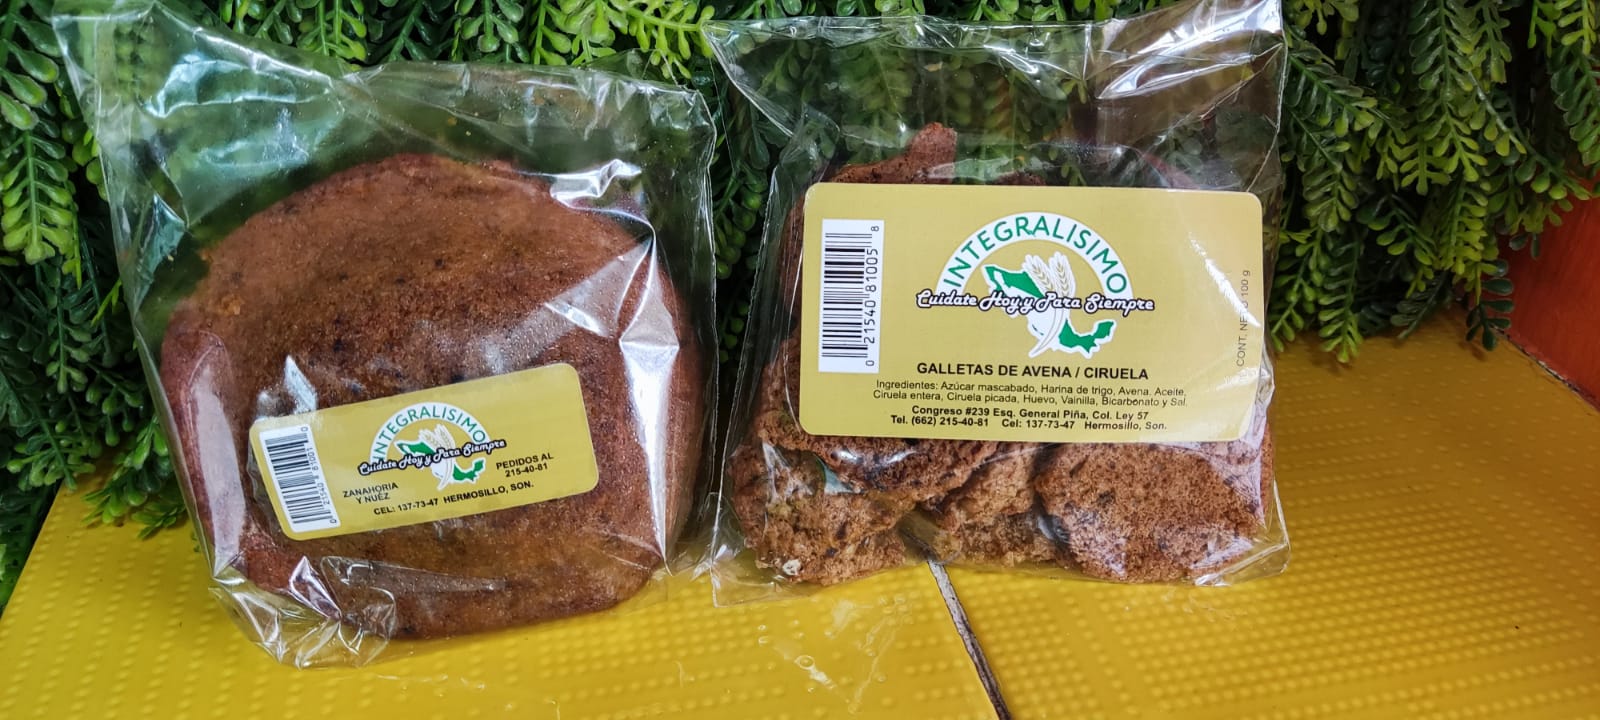 INTEGRALISIMO
Cuidate Hoy y Para Siempre
ZANAHORIA
Y NUEZ
PEDIDOS AL
215-40-81
CEL: 137-73-47 HERMOSILLO, SON.
INTEGRALISIMO
Cuidate Hoy y Para Siempre
0 21540 81005 8
CONT. NETO 100 g
GALLETAS DE AVENA / CIRUELA
Ingredientes: Azúcar mascabado, Harina de trigo, Avena, Aceite,
Ciruela entera, Ciruela picada, Huevo, Vainilla, Bicarbonato y Sal.
Congreso #239 Esq. General Piña, Col. Ley 57
Tel. (662) 215-40-81 Cel: 137-73-47 Hermosillo, Son.